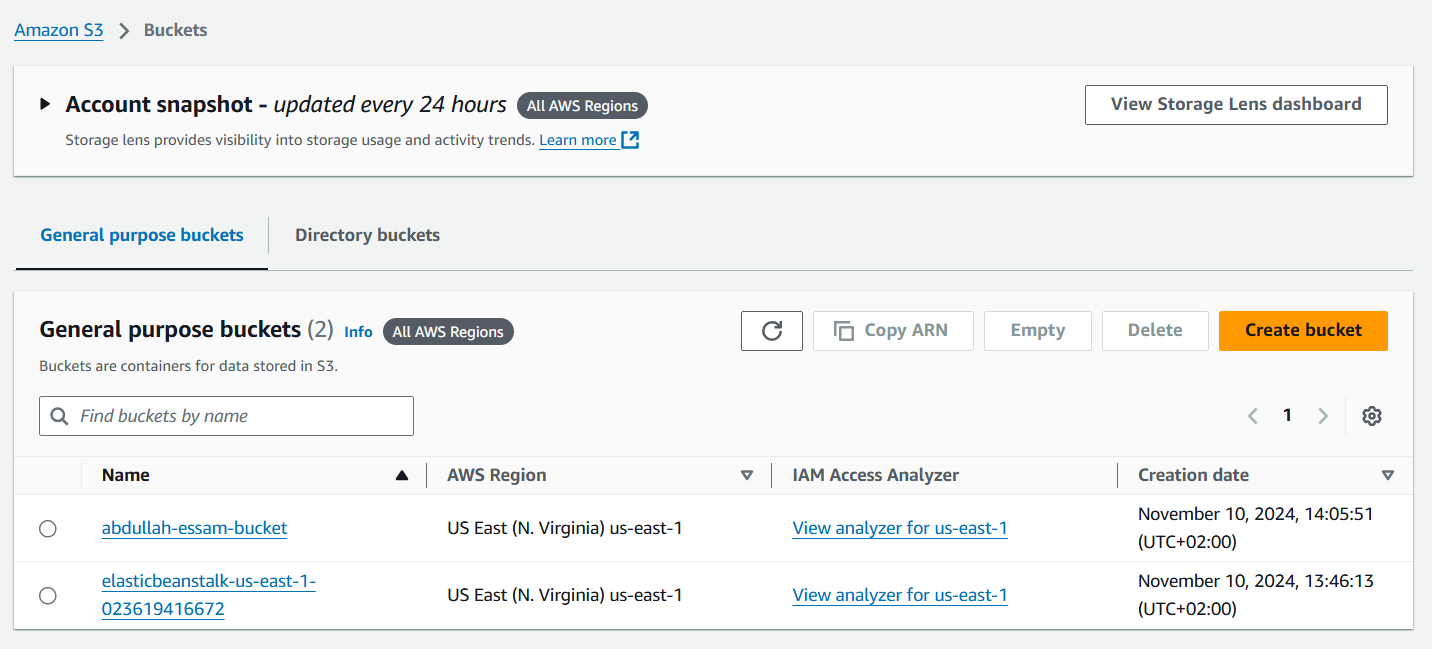 Amazon S3 > Buckets
Account snapshot - updated every 24 hours All AWS Regions
View Storage Lens dashboard
Storage lens provides visibility into storage usage and activity trends. Learn more
General purpose buckets
Directory buckets
General purpose buckets (2) Info All AWS Regions
Copy ARN
Empty
Delete
Create bucket
Buckets are containers for data stored in S3.
Find buckets by name
1
Name
AWS Region
IAM Access Analyzer
Creation date
abdullah-essam-bucket
US East (N. Virginia) us-east-1
View analyzer for us-east-1
November 10, 2024, 14:05:51
(UTC+02:00)
elasticbeanstalk-us-east-1-
023619416672
US East (N. Virginia) us-east-1
View analyzer for us-east-1
November 10, 2024, 13:46:13
(UTC+02:00)